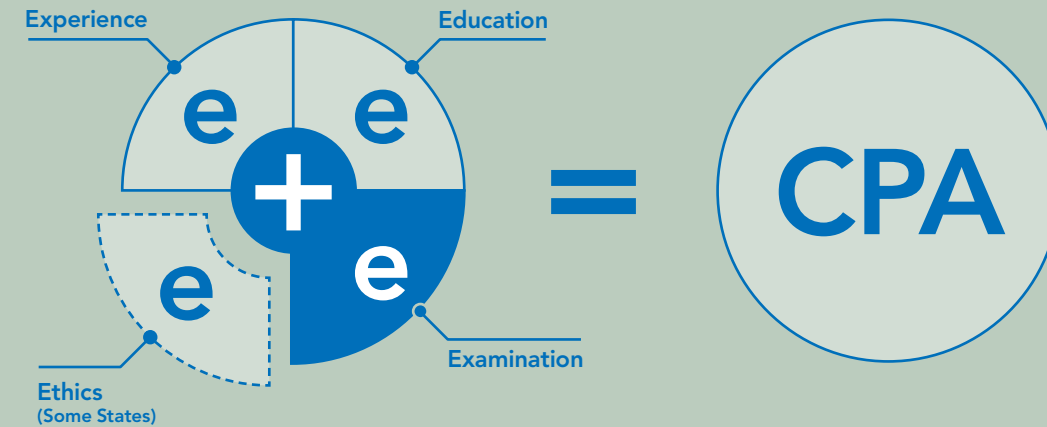 Experience
Education
e
e
+
=
CPA
e
e
Examination
Ethics
(Some States)